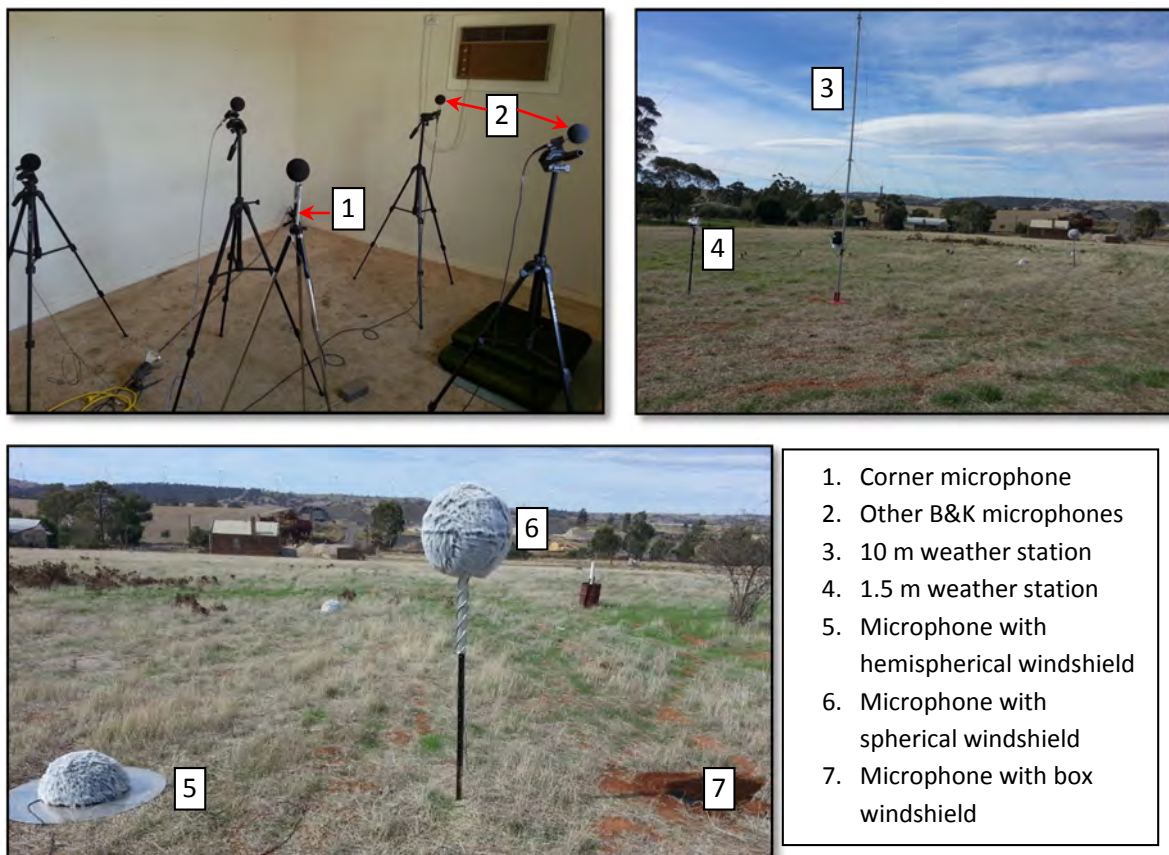 1
2
3
4
5
6
7
1. Corner microphone
2. Other B&K microphones
3. 10 m weather station
4. 1.5 m weather station
5. Microphone with
hemispherical windshield
6. Microphone with
spherical windshield
7. Microphone with box
windshield